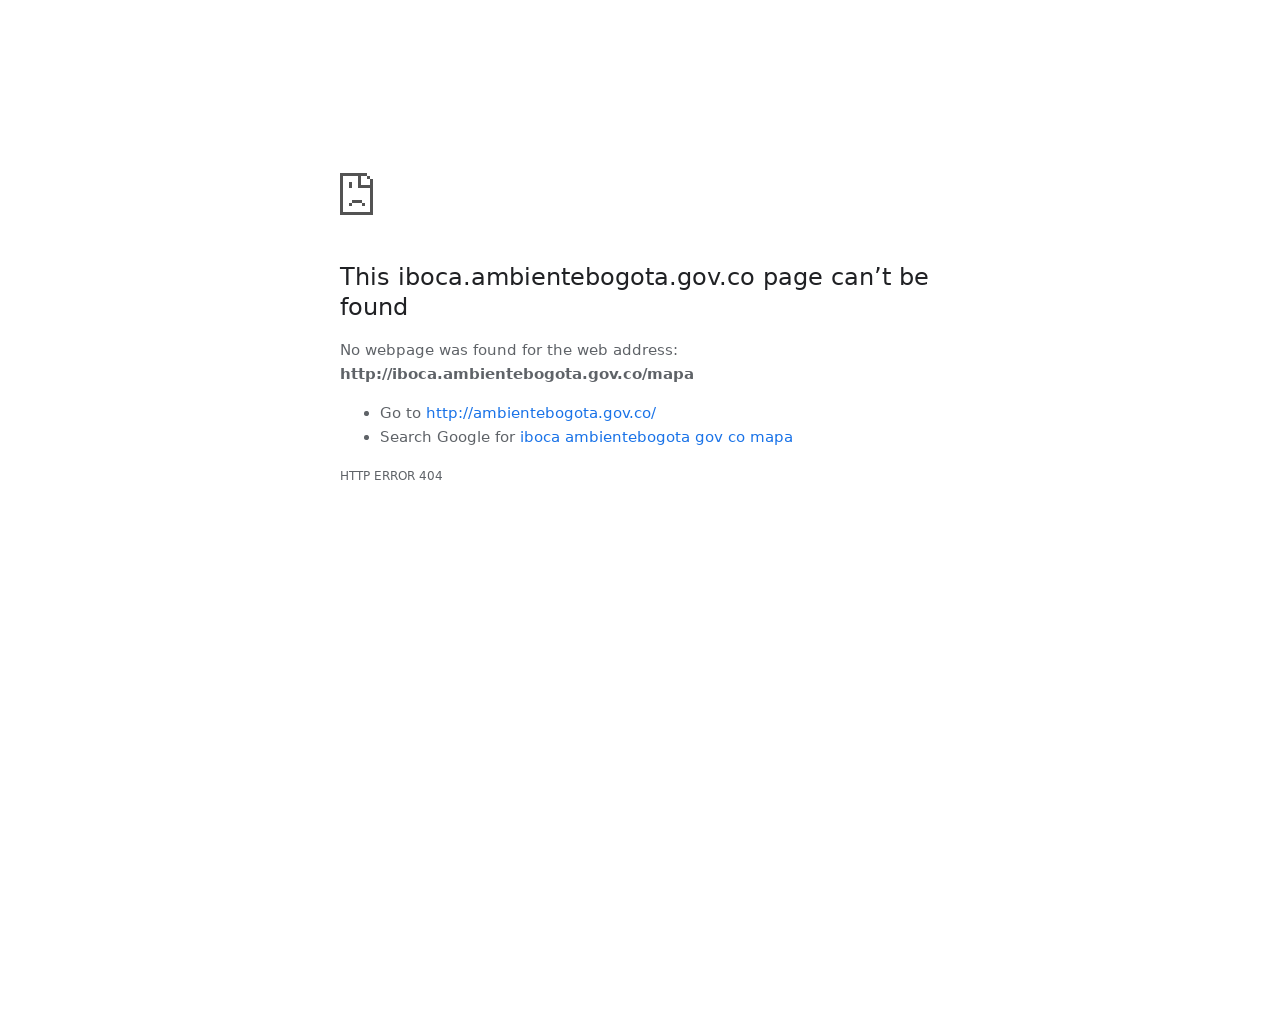 This iboca.ambientebogota.gov.co page can’t be
found
No webpage was found for the web address:
http://iboca.ambientebogota.gov.co/mapa
• Go to http://ambientebogota.gov.co/
• Search Google for iboca ambientebogota gov co mapa
HTTP ERROR 404